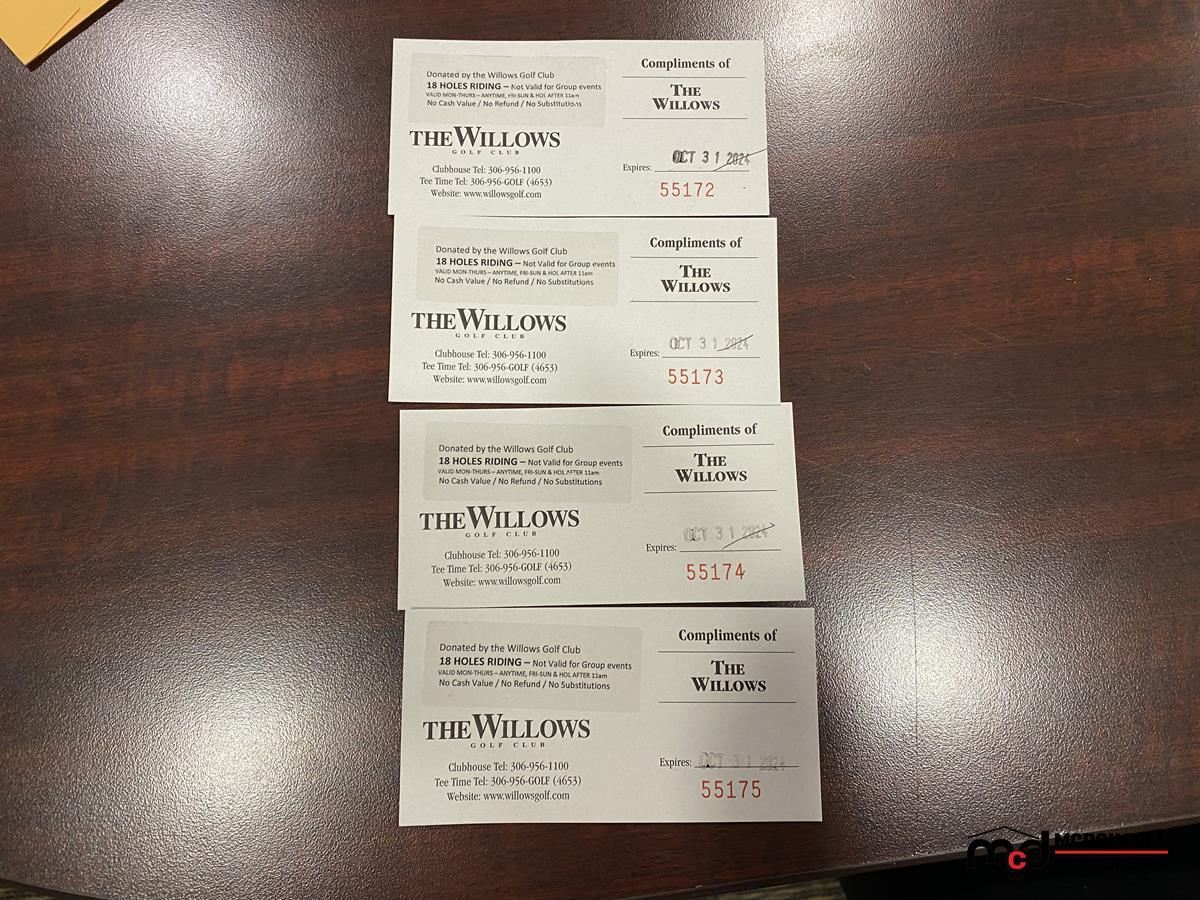 Donated by the Willows Golf Club
18 HOLES RIDING – Not Valid for Group events
VALID MON-THURS – ANYTIME, FRI-SUN & HOL AFTER 11am
No Cash Value / No Refund / No Substitutions
THE WILLOWS
GOLF CLUB
Clubhouse Tel: 306-956-1100
Tee Time Tel: 306-956-GOLF (4653)
Website: www.willowsgolf.com
Compliments of
THE
WILLOWS
Expires: OCT 31 2024
55172
Donated by the Willows Golf Club
18 HOLES RIDING – Not Valid for Group events
VALID MON-THURS – ANYTIME, FRI-SUN & HOL AFTER 11am
No Cash Value / No Refund / No Substitutions
THE WILLOWS
GOLF CLUB
Clubhouse Tel: 306-956-1100
Tee Time Tel: 306-956-GOLF (4653)
Website: www.willowsgolf.com
Compliments of
THE
WILLOWS
Expires: OCT 31 2024
55173
Donated by the Willows Golf Club
18 HOLES RIDING – Not Valid for Group events
VALID MON-THURS – ANYTIME, FRI-SUN & HOL AFTER 11am
No Cash Value / No Refund / No Substitutions
THE WILLOWS
GOLF CLUB
Clubhouse Tel: 306-956-1100
Tee Time Tel: 306-956-GOLF (4653)
Website: www.willowsgolf.com
Compliments of
THE
WILLOWS
Expires: OCT 31 2024
55174
Donated by the Willows Golf Club
18 HOLES RIDING – Not Valid for Group events
VALID MON-THURS – ANYTIME, FRI-SUN & HOL AFTER 11am
No Cash Value / No Refund / No Substitutions
THE WILLOWS
GOLF CLUB
Clubhouse Tel: 306-956-1100
Tee Time Tel: 306-956-GOLF (4653)
Website: www.willowsgolf.com
Compliments of
THE
WILLOWS
Expires: OCT 31 2024
55175
mcd